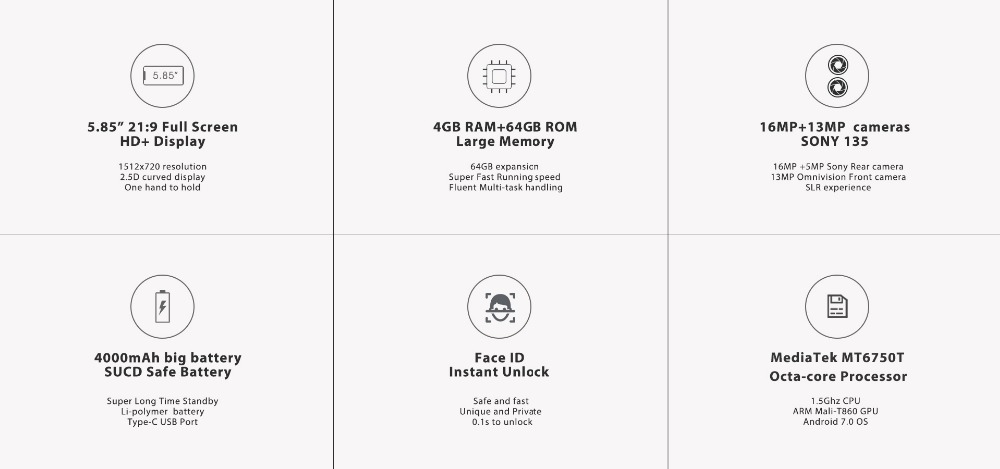 5.85"
5.85” 21:9 Full Screen
HD+ Display
1512x720 resolution
2.5D curved display
One hand to hold
4GB RAM+64GB ROM
Large Memory
64GB expansion
Super Fast Running speed
Fluent Multi-task handling
16MP+13MP cameras
SONY 135
16MP +5MP Sony Rear camera
13MP Omnivision Front camera
SLR experience
4000mAh big battery
SUCD Safe Battery
Super Long Time Standby
Li-polymer battery
Type-C USB Port
Face ID
Instant Unlock
Safe and fast
Unique and Private
0.1s to unlock
MediaTek MT6750T
Octa-core Processor
1.5Ghz CPU
ARM Mali-T860 GPU
Android 7.0 OS